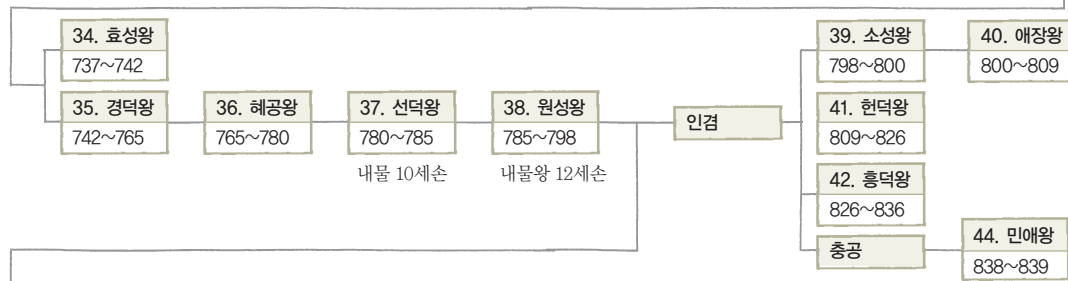 34. 효성왕
737~742
35. 경덕왕
742~765
36. 혜공왕
765~780
37. 선덕왕
780~785
내물 10세손
38. 원성왕
785~798
내물왕 12세손
인겸
39. 소성왕
798~800
40. 애장왕
800~809
41. 헌덕왕
809~826
42. 흥덕왕
826~836
충공
44. 민애왕
838~839